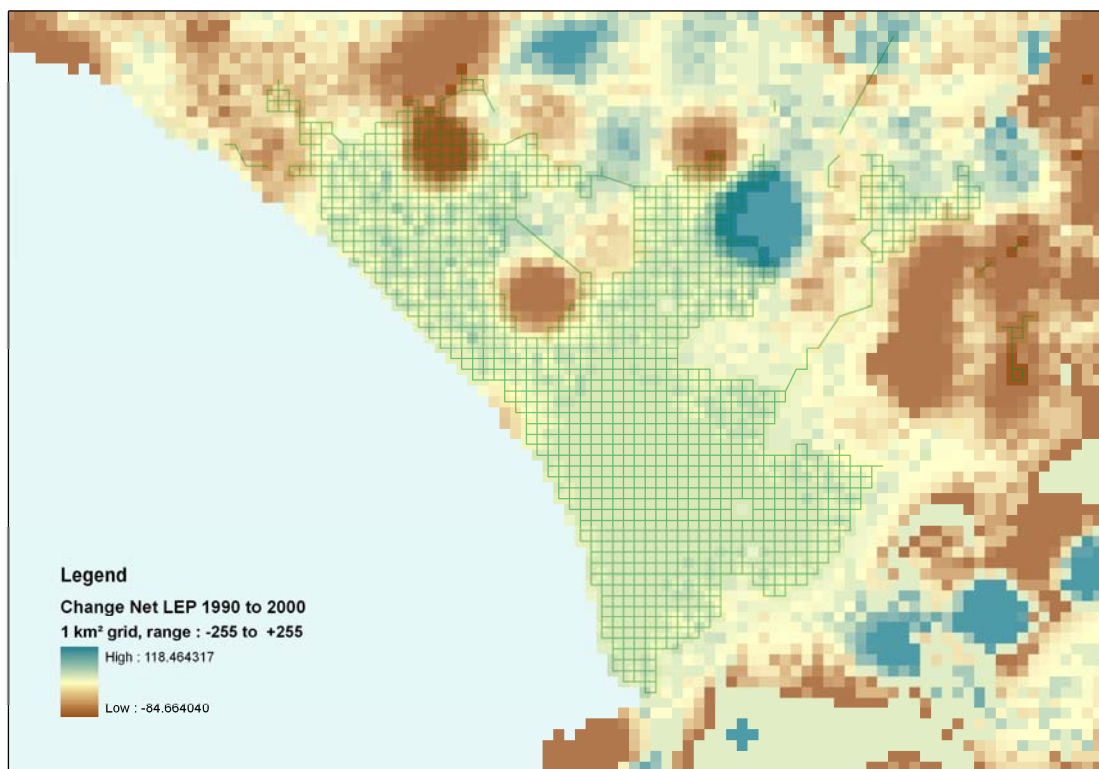 Legend
Change Net LEP 1990 to 2000
1 km² grid, range : -255 to +255
High : 118.464317
Low : -84.664040